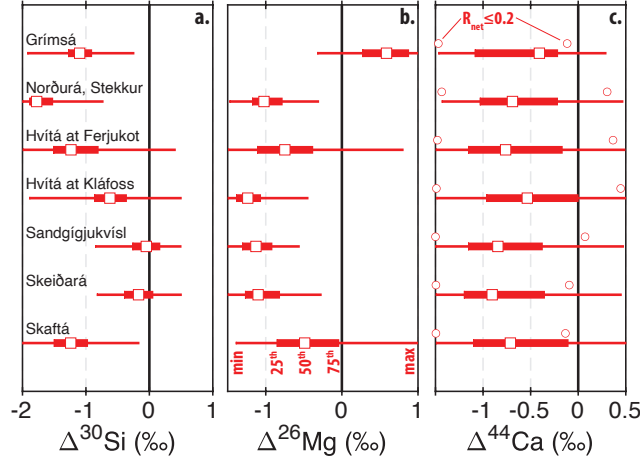 a.
b.
c.
R_net≤0.2
Grímsá
Norðurá, Stekkur
Hvítá at Ferjukot
Hvítá at Kláfoss
Sandgígjukvísl
Skeiðará
Skaftá
min
25th
50th
75th
max
-2 -1 0 1
-1 0 1
-1 -0.5 0 0.5
Δ³⁰Si (‰)
Δ²⁶Mg (‰)
Δ⁴⁴Ca (‰)